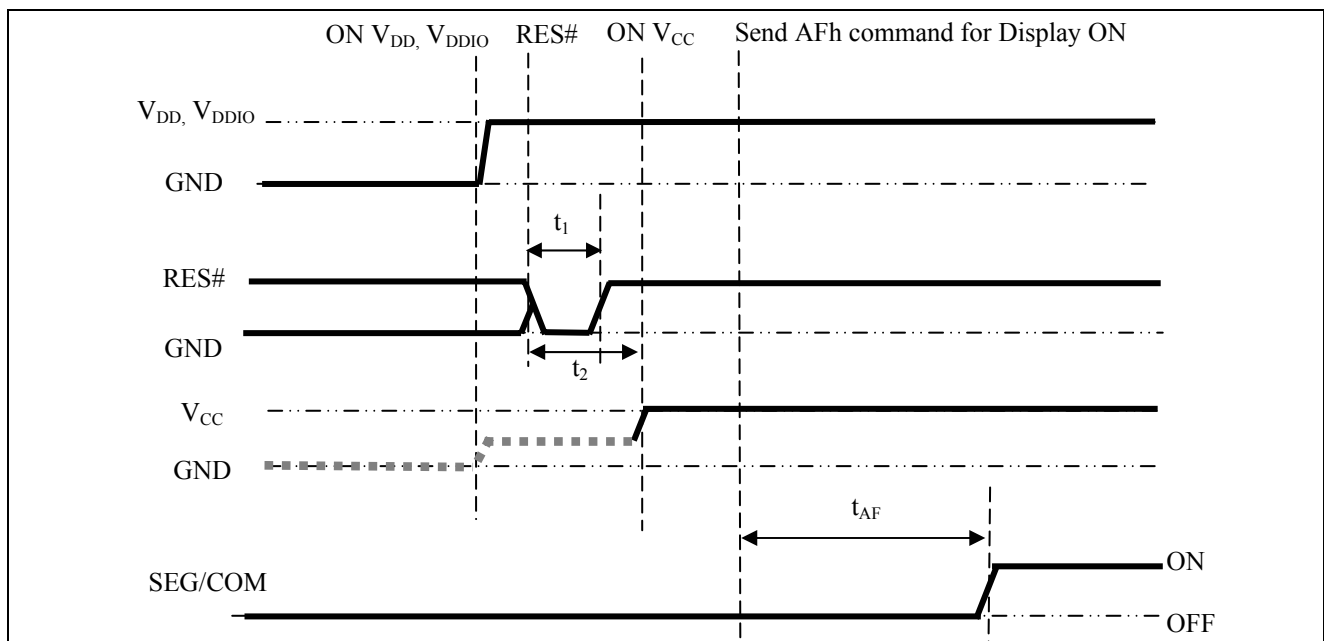 ON VDD, VDDIO RES# ON VCC Send AFh command for Display ON
VDD, VDDIO
GND
t1
RES#
GND
t2
VCC
GND
tAF
ON
SEG/COM
OFF